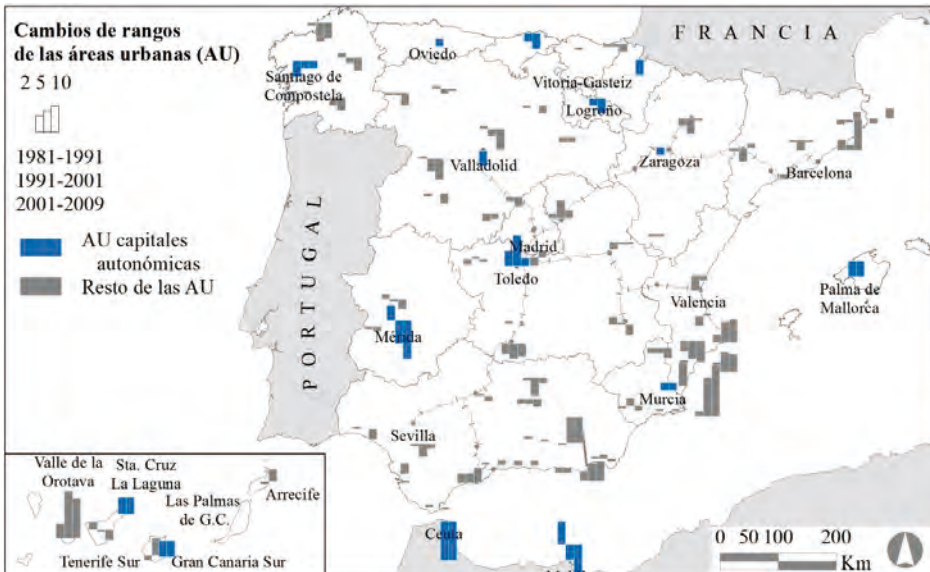 Cambios de rangos
de las áreas urbanas (AU)
2 5 10
1981-1991
1991-2001
2001-2009
AU capitales
autonómicas
Resto de las AU
FRANCIA
PORTUGAL
Oviedo
Santiago de
Compostela
Vitoria-Gasteiz
Logroño
Valladolid
Zaragoza
Barcelona
Madrid
Toledo
Valencia
Palma de
Mallorca
Mérida
Murcia
Sevilla
Ceuta
Valle de la
Orotava
Sta. Cruz
La Laguna
Las Palmas
de G.C.
Arrecife
Tenerife Sur
Gran Canaria Sur
0 50 100 200
Km